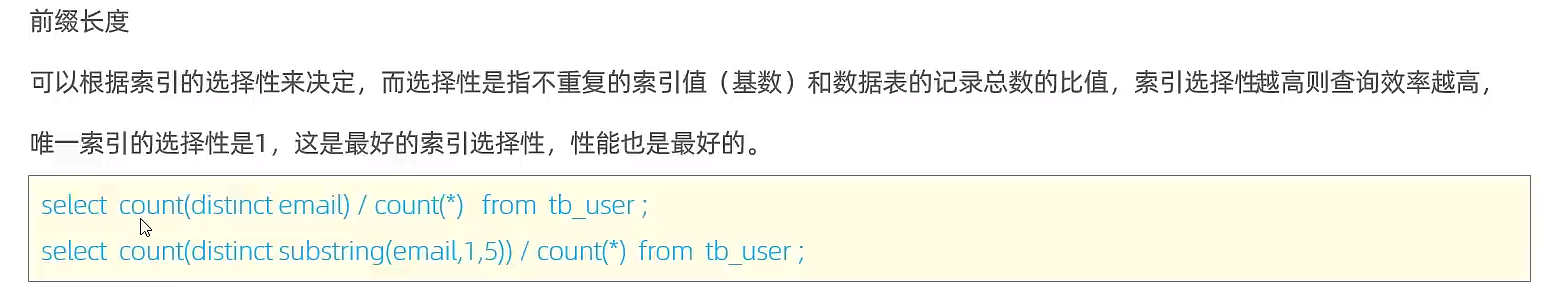 前缀长度
可以根据索引的选择性来决定，而选择性是指不重复的索引值（基数）和数据表的记录总数的比值，索引选择性越高则查询效率越高，
唯一索引的选择性是1，这是最好的索引选择性，性能也是最好的。
select count(distinct email) / count(*) from tb_user ;
select count(distinct substring(email,1,5)) / count(*) from tb_user ;